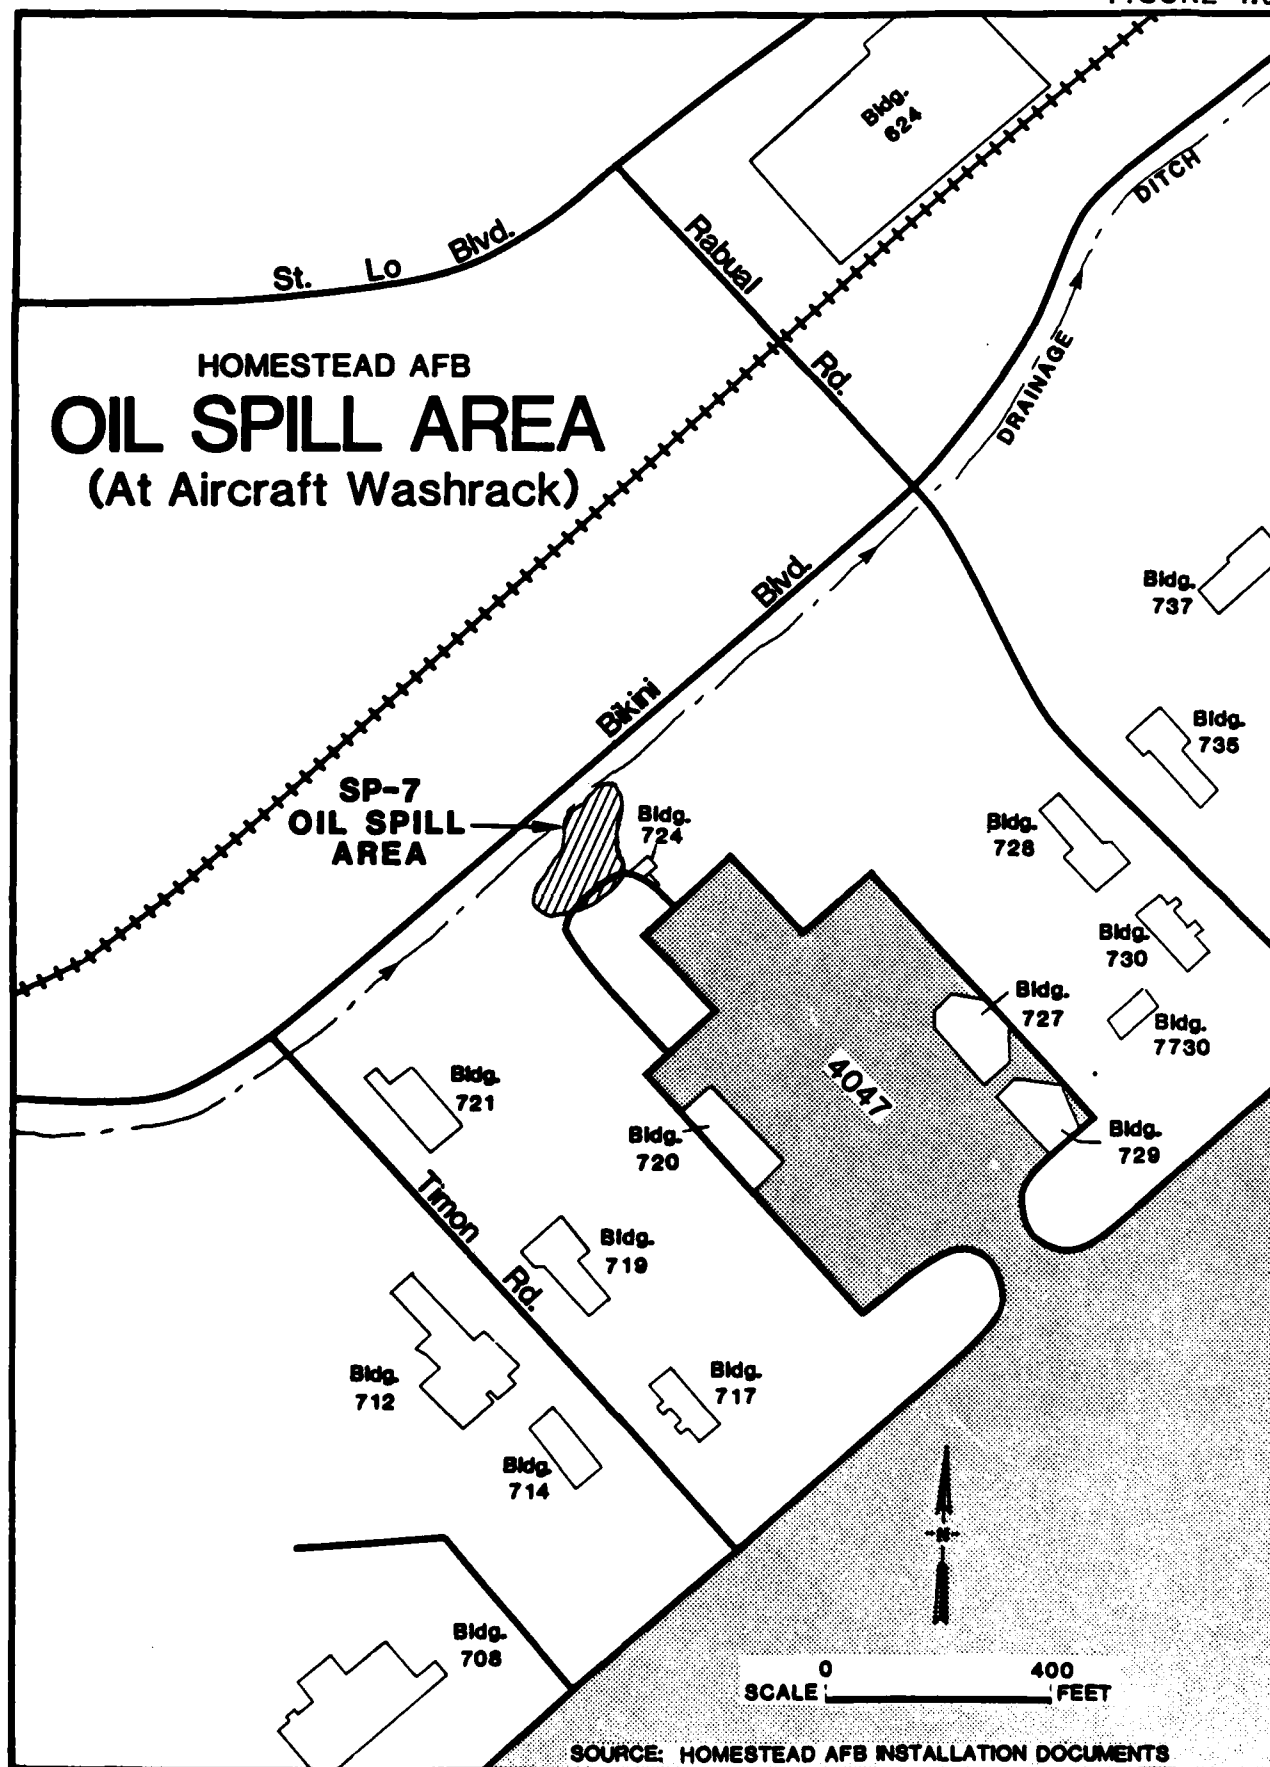 Bldg.
624
DITCH
Rabual
Rd.
St. Lo Blvd.
HOMESTEAD AFB
OIL SPILL AREA
(At Aircraft Washrack)
DRAINAGE
Bikini Blvd.
Bldg.
737
Bldg.
735
SP-7
OIL SPILL
AREA
Bldg.
724
Bldg.
728
Bldg.
730
Bldg.
727
Bldg.
7730
4047
Bldg.
721
Bldg.
720
Bldg.
729
Timon
Rd.
Bldg.
719
Bldg.
712
Bldg.
717
Bldg.
714
-N-
Bldg.
708
0 400
SCALE FEET
SOURCE: HOMESTEAD AFB INSTALLATION DOCUMENTS